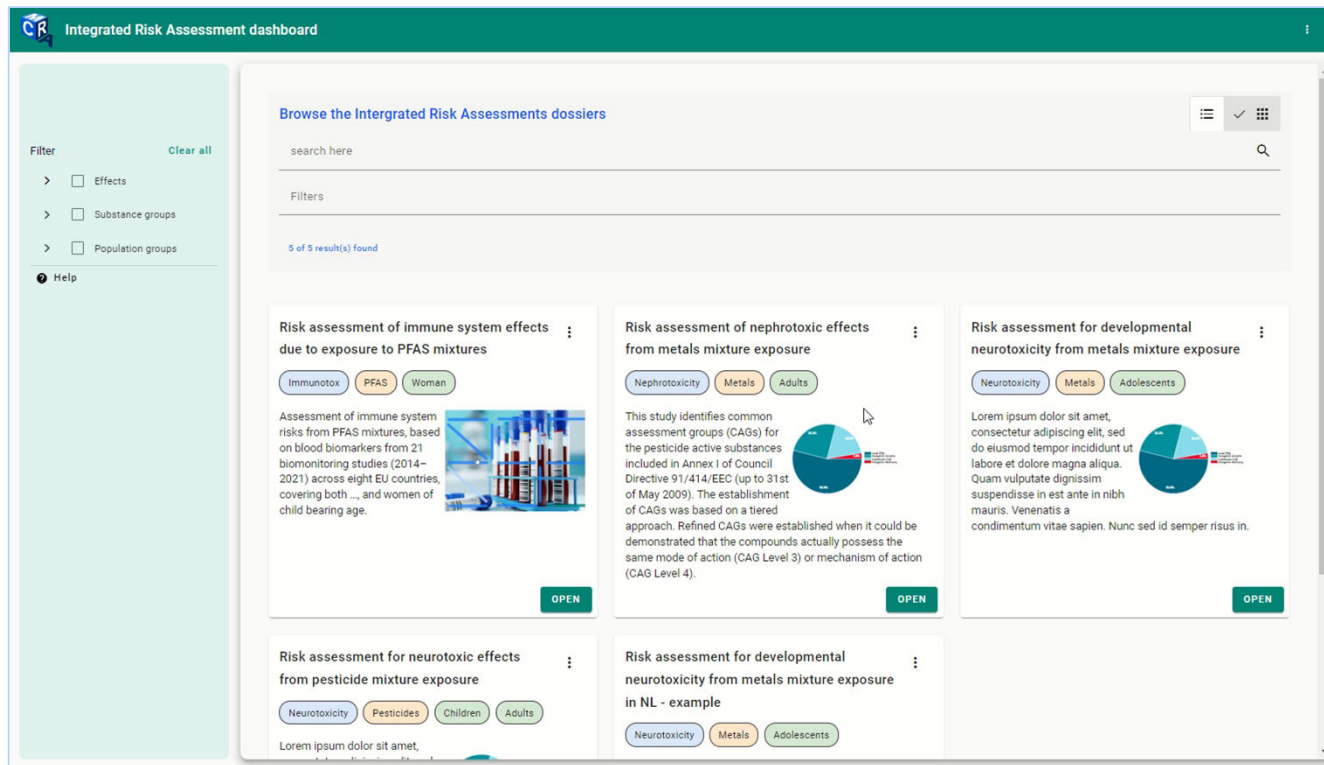 CRA
Integrated Risk Assessment dashboard
Filter
Clear all
Effects
Substance groups
Population groups
Help
Browse the Intergrated Risk Assessments dossiers
search here
Filters
5 of 5 result(s) found
Risk assessment of immune system effects
due to exposure to PFAS mixtures
Immunotox PFAS Woman
Assessment of immune system
risks from PFAS mixtures, based
on blood biomarkers from 21
biomonitoring studies (2014–
2021) across eight EU countries,
covering both ..., and women of
child bearing age.
OPEN
Risk assessment of nephrotoxic effects
from metals mixture exposure
Nephrotoxicity Metals Adults
This study identifies common
assessment groups (CAGs) for
the pesticide active substances
included in Annex I of Council
Directive 91/414/EEC (up to 31st
of May 2009). The establishment
of CAGs was based on a tiered
approach. Refined CAGs were established when it could be
demonstrated that the compounds actually possess the
same mode of action (CAG Level 3) or mechanism of action
(CAG Level 4).
OPEN
Risk assessment for developmental
neurotoxicity from metals mixture exposure
Neurotoxicity Metals Adolescents
Lorem ipsum dolor sit amet,
consectetur adipiscing elit, sed
do eiusmod tempor incididunt ut
labore et dolore magna aliqua.
Quam vulputate dignissim
suspendisse in est ante in nibh
mauris. Venenatis a
condimentum vitae sapien. Nunc sed id semper risus in.
OPEN
Risk assessment for neurotoxic effects
from pesticide mixture exposure
Neurotoxicity Pesticides Children Adults
Lorem ipsum dolor sit amet,
Risk assessment for developmental
neurotoxicity from metals mixture exposure
in NL - example
Neurotoxicity Metals Adolescents